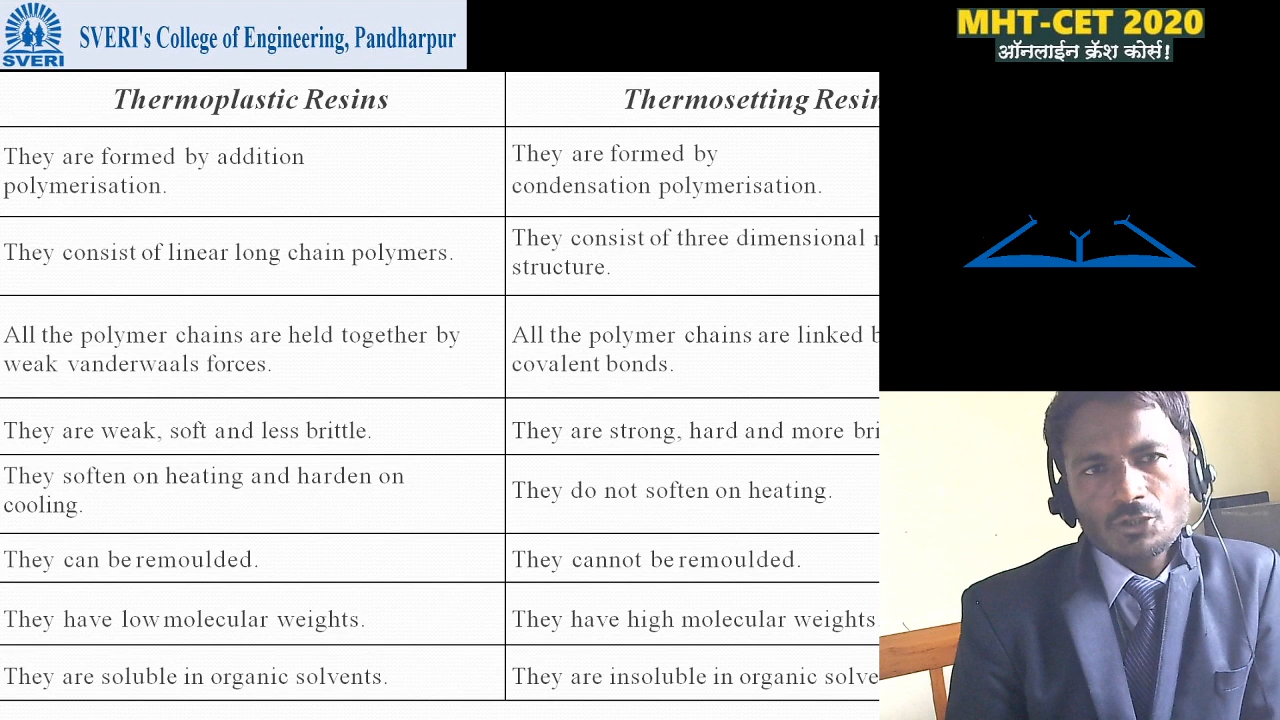 SVERI
SVERI's College of Engineering, Pandharpur
MHT-CET 2020
ऑनलाईन क्रॅश कोर्स!
Thermoplastic Resins
Thermosetting Resin
They are formed by addition
polymerisation.
They are formed by
condensation polymerisation.
They consist of linear long chain polymers.
They consist of three dimensional
structure.
All the polymer chains are held together by
weak vanderwaals forces.
All the polymer chains are linked
covalent bonds.
They are weak, soft and less brittle.
They are strong, hard and more
They soften on heating and harden on
cooling.
They do not soften on heating.
They can be remoulded.
They cannot be remoulded.
They have low molecular weights.
They have high molecular weights.
They are soluble in organic solvents.
They are insoluble in organic